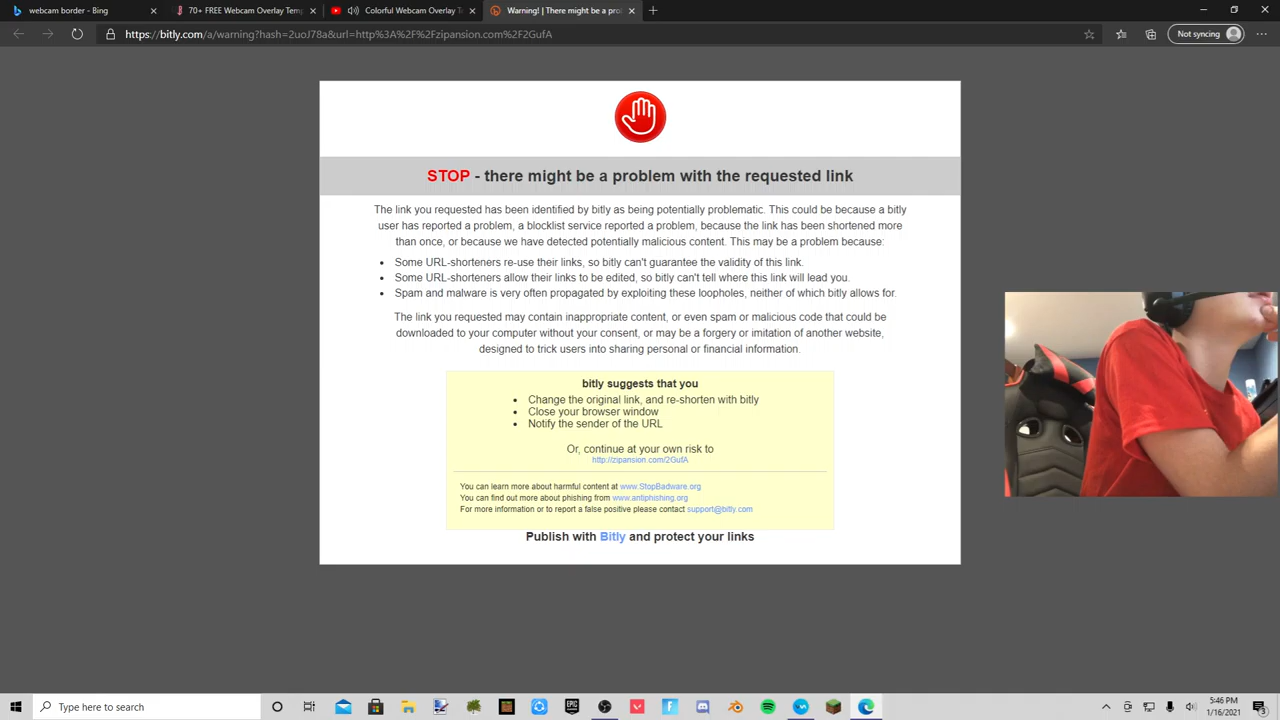 webcam border - Bing
70+ FREE Webcam Overlay Temp
Colorful Webcam Overlay Te
Warning! | There might be a pro
https://bitly.com/a/warning?hash=2uoJ78a&url=http%3A%2F%2Fzipansion.com%2F2GufA
Not syncing
STOP - there might be a problem with the requested link
The link you requested has been identified by bitly as being potentially problematic. This could be because a bitly
user has reported a problem, a blocklist service reported a problem, because the link has been shortened more
than once, or because we have detected potentially malicious content. This may be a problem because:
• Some URL-shorteners re-use their links, so bitly can't guarantee the validity of this link.
• Some URL-shorteners allow their links to be edited, so bitly can't tell where this link will lead you.
• Spam and malware is very often propagated by exploiting these loopholes, neither of which bitly allows for.
The link you requested may contain inappropriate content, or even spam or malicious code that could be
downloaded to your computer without your consent, or may be a forgery or imitation of another website,
designed to trick users into sharing personal or financial information.
bitly suggests that you
• Change the original link, and re-shorten with bitly
• Close your browser window
• Notify the sender of the URL
Or, continue at your own risk to
http://zipansion.com/2GufA
You can learn more about harmful content at www.StopBadware.org
You can find out more about phishing from www.antiphishing.org
For more information or to report a false positive please contact support@bitly.com
Publish with Bitly and protect your links
Type here to search
EPIC
5:46 PM
1/16/2021